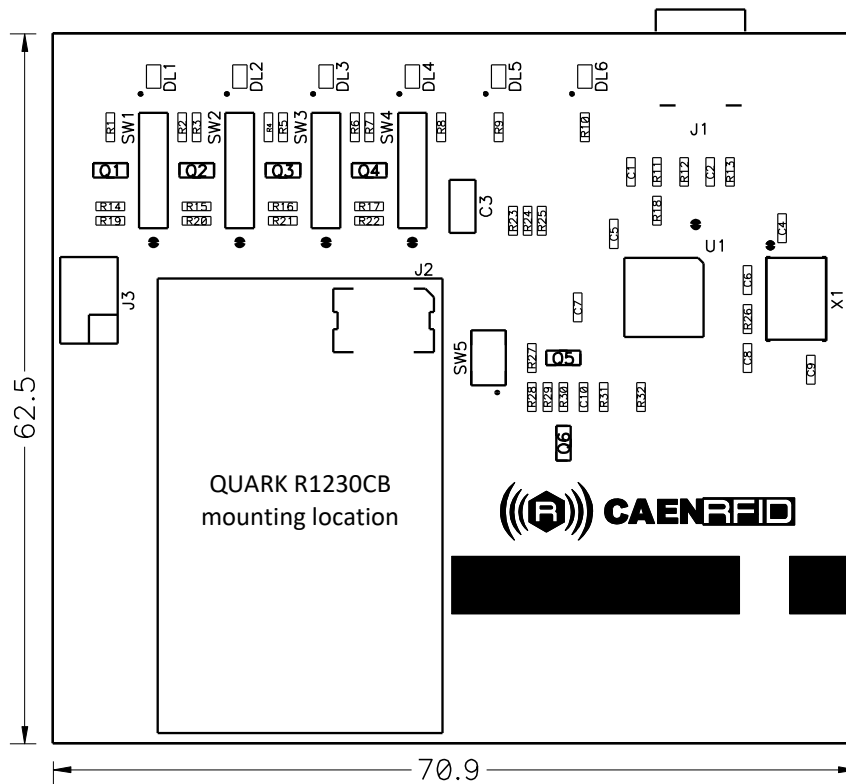 DL1 DL2 DL3 DL4 DL5 DL6
R1 SW1 R2 R3 SW2 R4 R5 SW3 R6 R7 SW4 R8 R9 R10 J1
Q1 Q2 Q3 Q4 C1 R11 R12 C2 R13
R14 R15 R16 R17 C3 R23 R24 R25 R18
R19 R20 R21 R22 C5 C4
U1
J3 J2 C7 C6 R26 X1
SW5 R27 Q5 C8 C9
R28 R29 R30 C10 R31 R32
Q6
62.5
QUARK R1230CB
mounting location
R CAENRFID
70.9